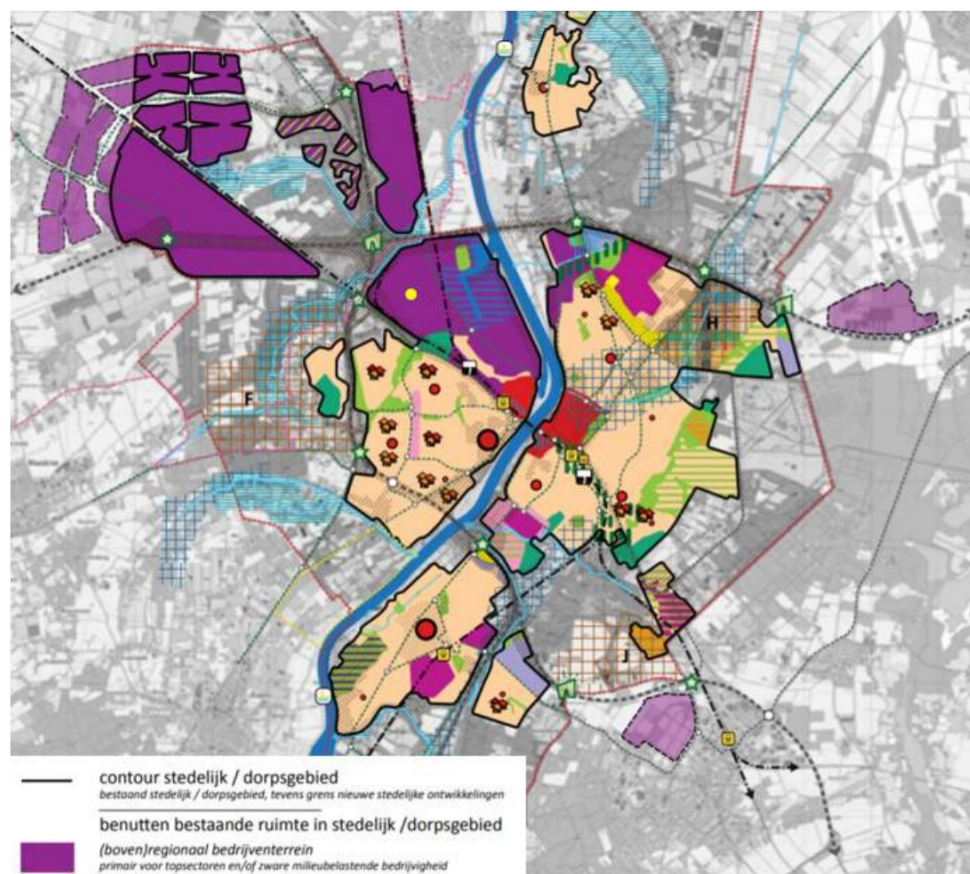 H
F
J
contour stedelijk / dorpsgebied
bestaand stedelijk / dorpsgebied, tevens grens nieuwe stedelijke ontwikkelingen
benutten bestaande ruimte in stedelijk /dorpsgebied
(boven)regionaal bedrijventerrein
primair voor topsectoren en/of zware milieubelastende bedrijvigheid